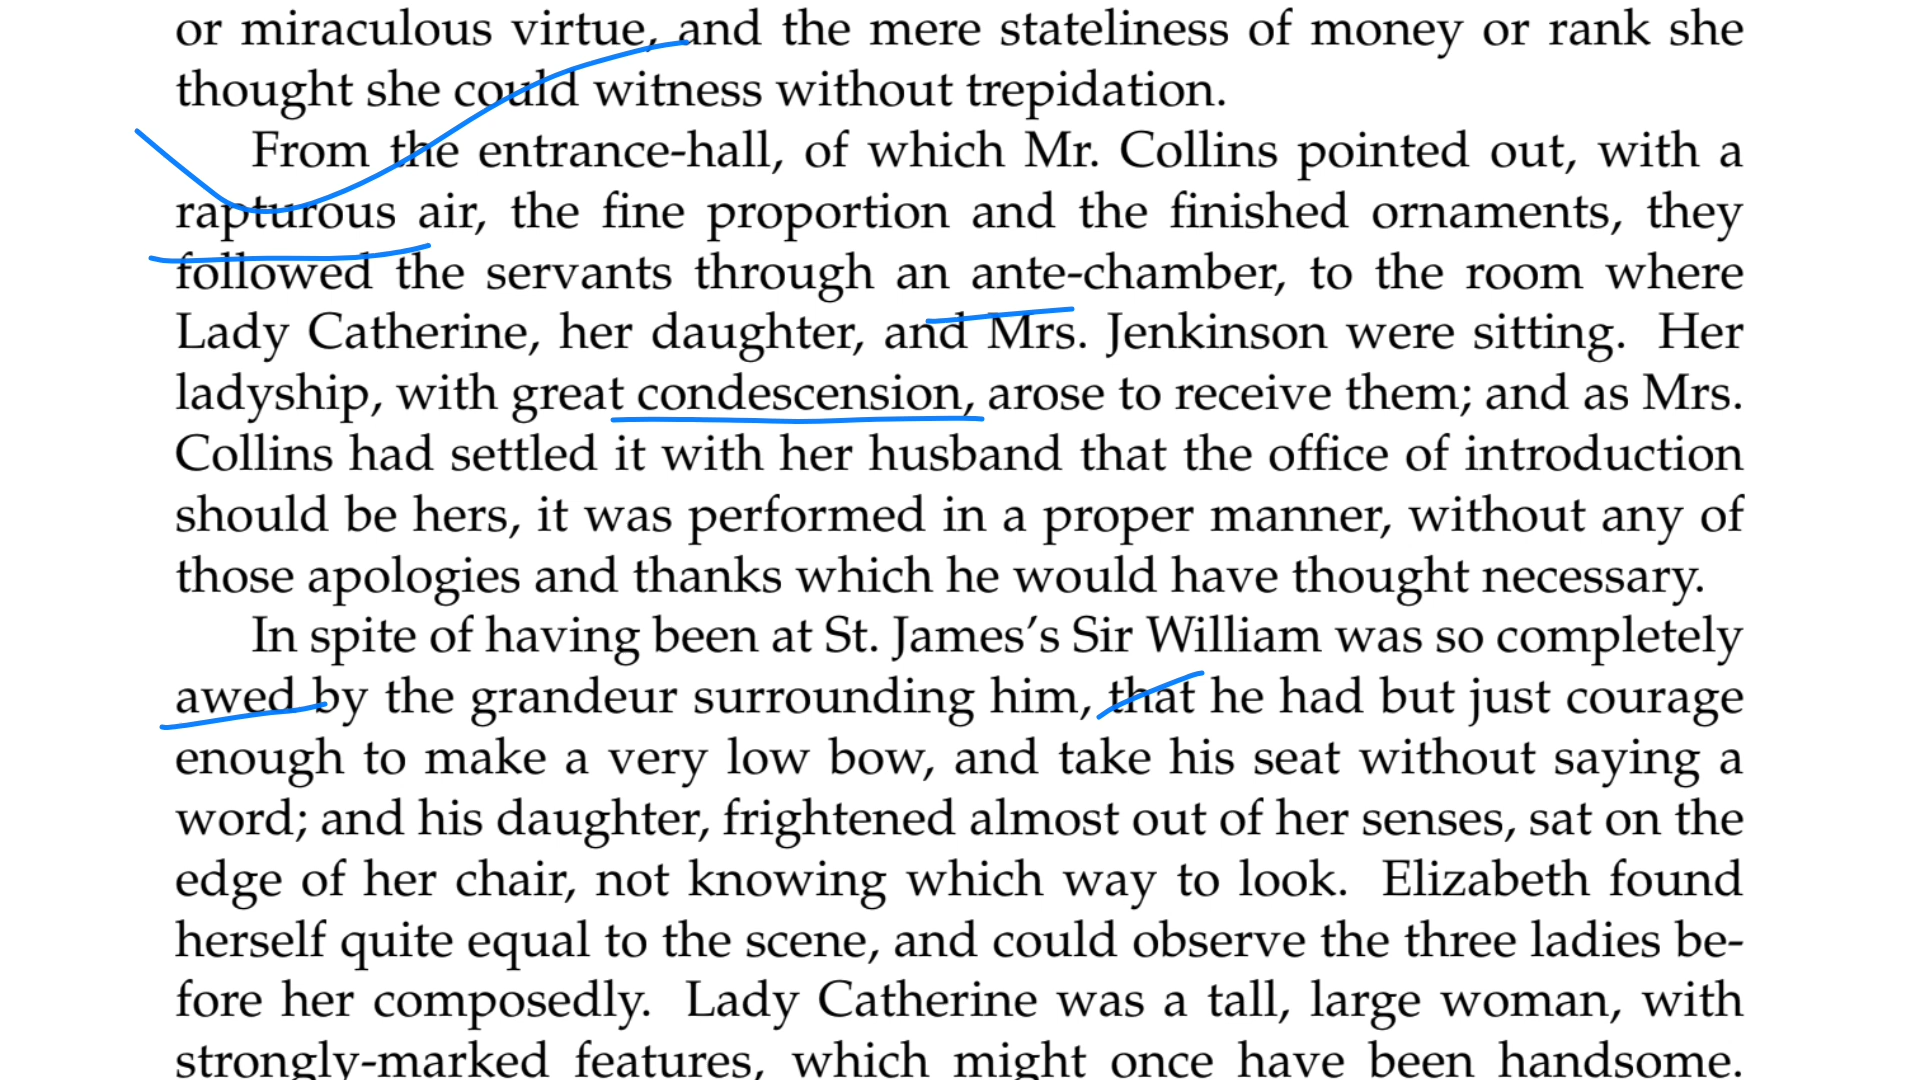 or miraculous virtue, and the mere stateliness of money or rank she
thought she could witness without trepidation.
From the entrance-hall, of which Mr. Collins pointed out, with a
rapturous air, the fine proportion and the finished ornaments, they
followed the servants through an ante-chamber, to the room where
Lady Catherine, her daughter, and Mrs. Jenkinson were sitting. Her
ladyship, with great condescension, arose to receive them; and as Mrs.
Collins had settled it with her husband that the office of introduction
should be hers, it was performed in a proper manner, without any of
those apologies and thanks which he would have thought necessary.
In spite of having been at St. James’s Sir William was so completely
awed by the grandeur surrounding him, that he had but just courage
enough to make a very low bow, and take his seat without saying a
word; and his daughter, frightened almost out of her senses, sat on the
edge of her chair, not knowing which way to look. Elizabeth found
herself quite equal to the scene, and could observe the three ladies be-
fore her composedly. Lady Catherine was a tall, large woman, with
strongly-marked features, which might once have been handsome.